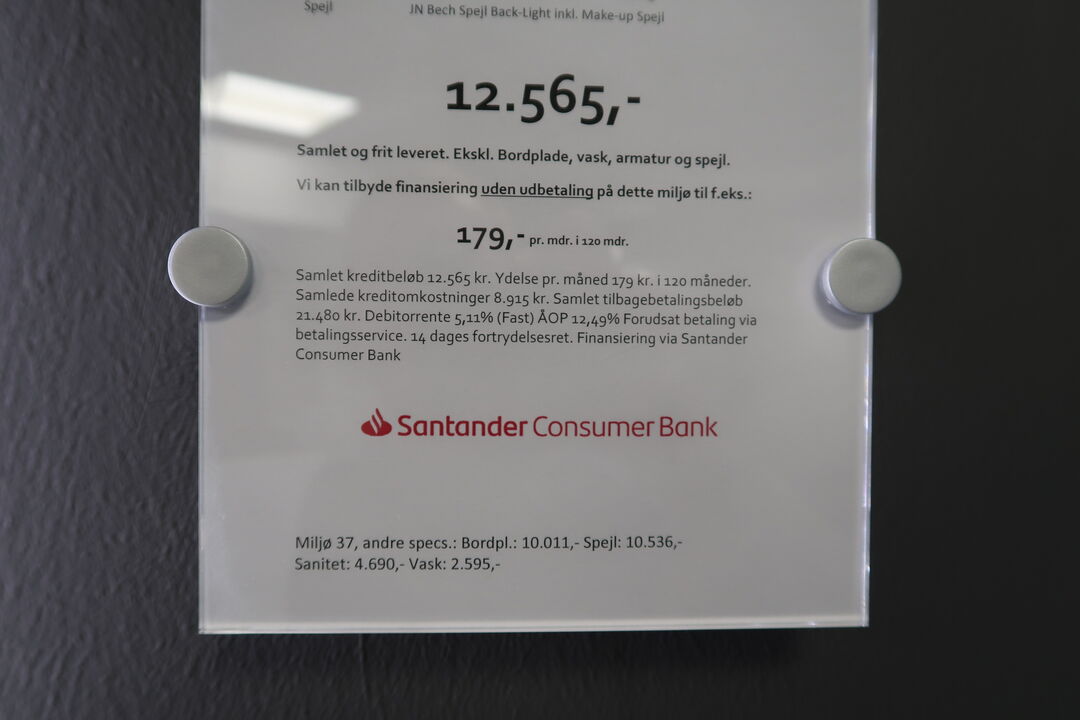 Spejl JN Bech Spejl Back-Light inkl. Make-up Spejl
12.565,-
Samlet og frit leveret. Ekskl. Bordplade, vask, armatur og spejl.
Vi kan tilbyde finansiering uden udbetaling på dette miljø til f.eks.:
179,- pr. mdr. i 120 mdr.
Samlet kreditbeløb 12.565 kr. Ydelse pr. måned 179 kr. i 120 måneder.
Samlede kreditomkostninger 8.915 kr. Samlet tilbagebetalingsbeløb
21.480 kr. Debitorrente 5,11% (Fast) ÅOP 12,49% Forudsat betaling via
betalingsservice. 14 dages fortrydelsesret. Finansiering via Santander
Consumer Bank
Santander Consumer Bank
Miljø 37, andre specs.: Bordpl.: 10.011,- Spejl: 10.536,-
Sanitet: 4.690,- Vask: 2.595,-